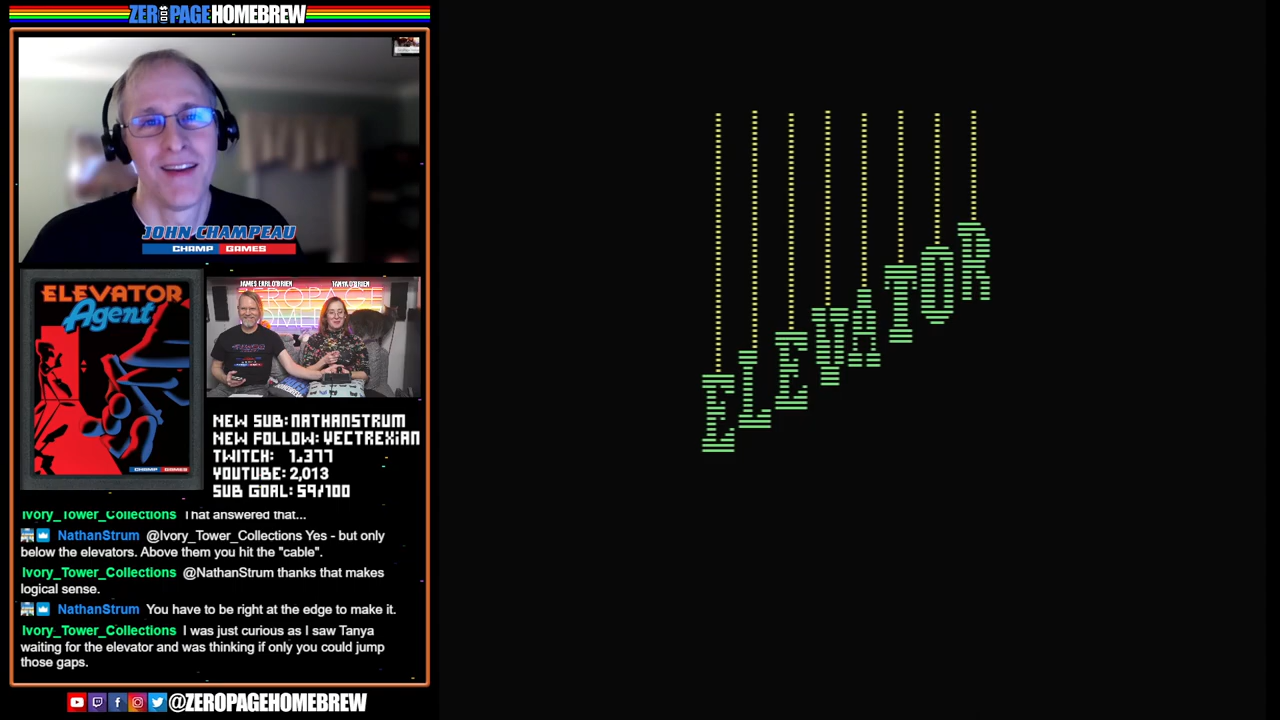 ZEROPAGE HOMEBREW
JOHN CHAMPEAU
CHAMP GAMES
ELEVATOR
Agent
CHAMP GAMES
JAMES EARL O'BRIEN
TANYA O'BRIEN
ZEROPAGE
NEW SUB: NATHANSTRUM
NEW FOLLOW: VECTREXIAN
TWITCH: 1,377
YOUTUBE: 2,013
SUB GOAL: 59/100
Ivory_Tower_Collections That answered that...
NathanStrum @Ivory_Tower_Collections Yes - but only
below the elevators. Above them you hit the "cable".
Ivory_Tower_Collections @NathanStrum thanks that makes
logical sense.
NathanStrum You have to be right at the edge to make it.
Ivory_Tower_Collections I was just curious as I saw Tanya
waiting for the elevator and was thinking if only you could jump
those gaps.
@ZEROPAGEHOMEBREW
ELEVATOR